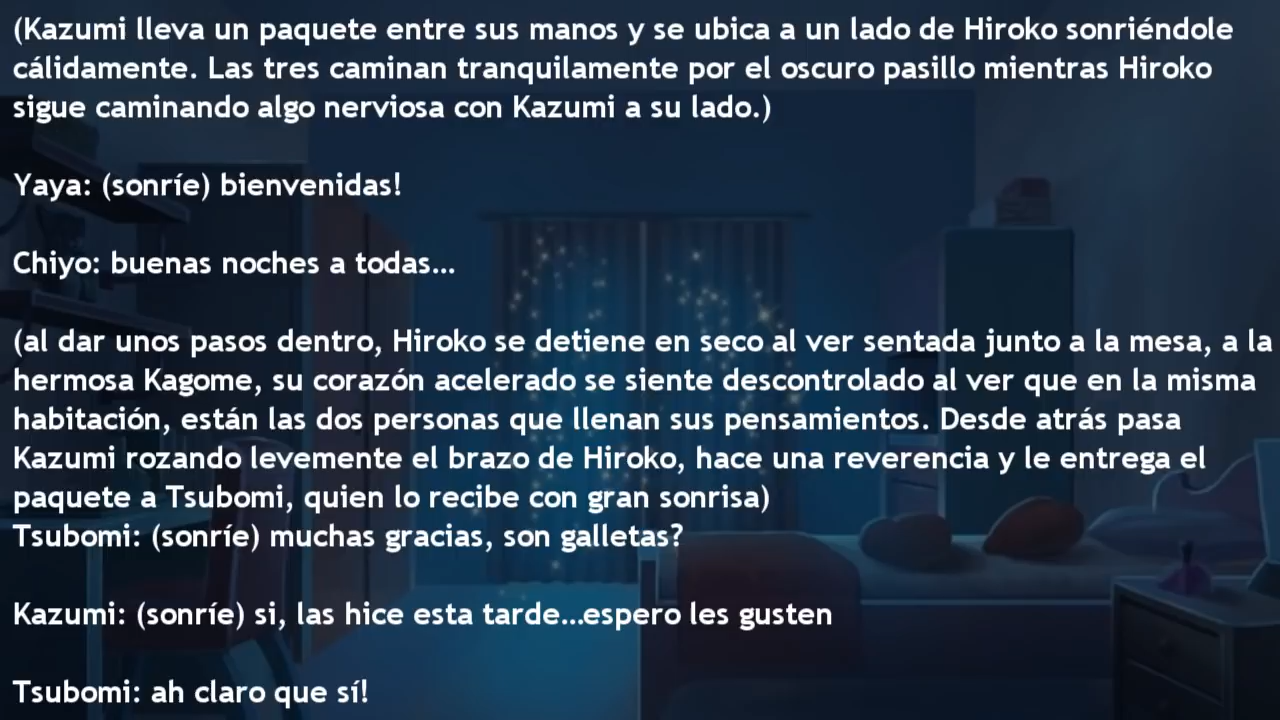 (Kazumi lleva un paquete entre sus manos y se ubica a un lado de Hiroko sonriéndole
cálidamente. Las tres caminan tranquilamente por el oscuro pasillo mientras Hiroko
sigue caminando algo nerviosa con Kazumi a su lado.)
Yaya: (sonríe) bienvenidas!
Chiyo: buenas noches a todas...
(al dar unos pasos dentro, Hiroko se detiene en seco al ver sentada junto a la mesa, a la
hermosa Kagome, su corazón acelerado se siente descontrolado al ver que en la misma
habitación, están las dos personas que llenan sus pensamientos. Desde atrás pasa
Kazumi rozando levemente el brazo de Hiroko, hace una reverencia y le entrega el
paquete a Tsubomi, quien lo recibe con gran sonrisa)
Tsubomi: (sonríe) muchas gracias, son galletas?
Kazumi: (sonríe) si, las hice esta tarde...espero les gusten
Tsubomi: ah claro que sí!